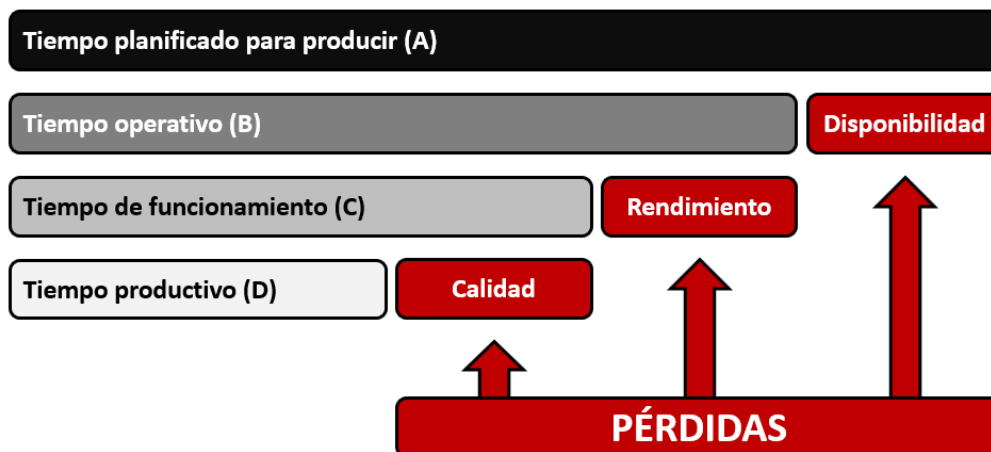 Tiempo planificado para producir (A)
Tiempo operativo (B)
Disponibilidad
Tiempo de funcionamiento (C)
Rendimiento
Tiempo productivo (D)
Calidad
PÉRDIDAS